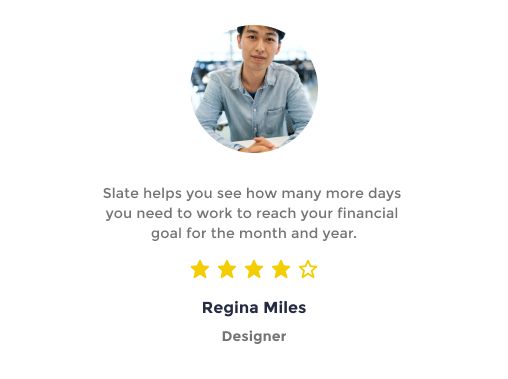 Slate helps you see how many more days
you need to work to reach your financial
goal for the month and year.
Regina Miles
Designer